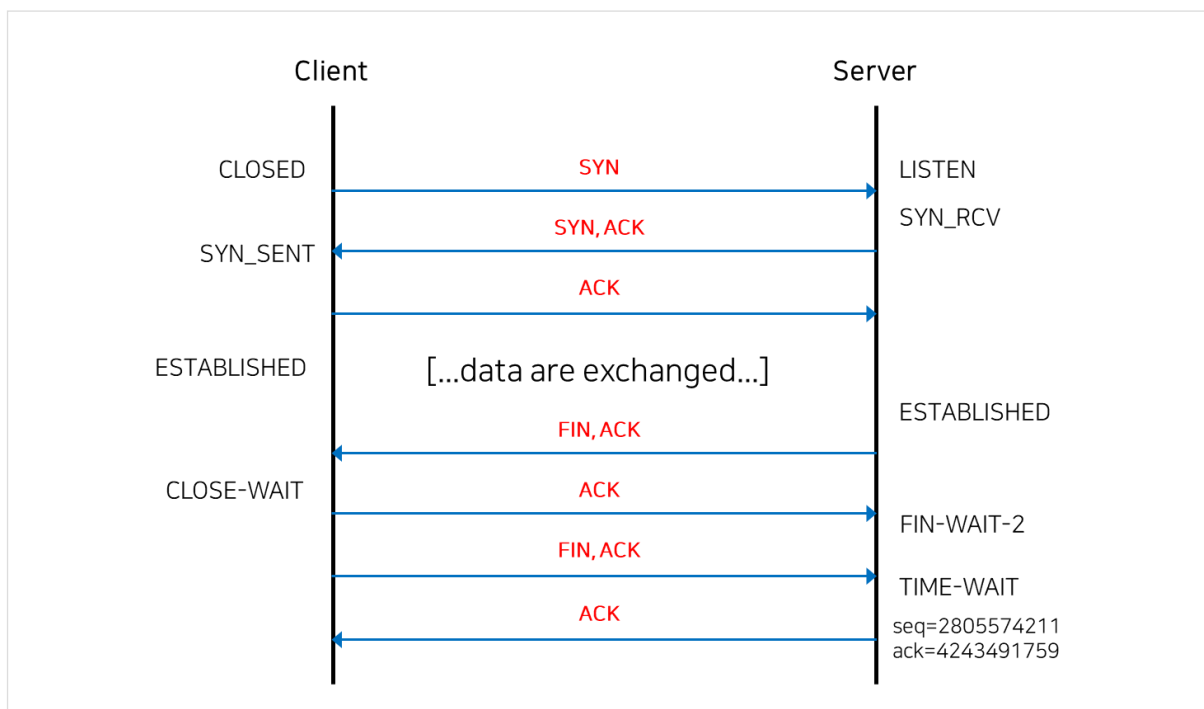 Client
Server
CLOSED
SYN
LISTEN
SYN_RCV
SYN, ACK
SYN_SENT
ACK
ESTABLISHED
[...data are exchanged...]
ESTABLISHED
FIN, ACK
CLOSE-WAIT
ACK
FIN-WAIT-2
FIN, ACK
TIME-WAIT
ACK
seq=2805574211
ack=4243491759